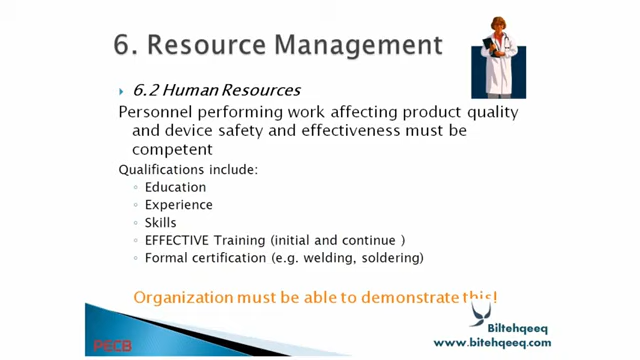 6. Resource Management
6.2 Human Resources
Personnel performing work affecting product quality
and device safety and effectiveness must be
competent
Qualifications include:
Education
Experience
Skills
EFFECTIVE Training (initial and continue )
Formal certification (e.g. welding, soldering)
Organization must be able to demonstrate this!
Biltehqeeq
PECB
www.bitehqeeq.com